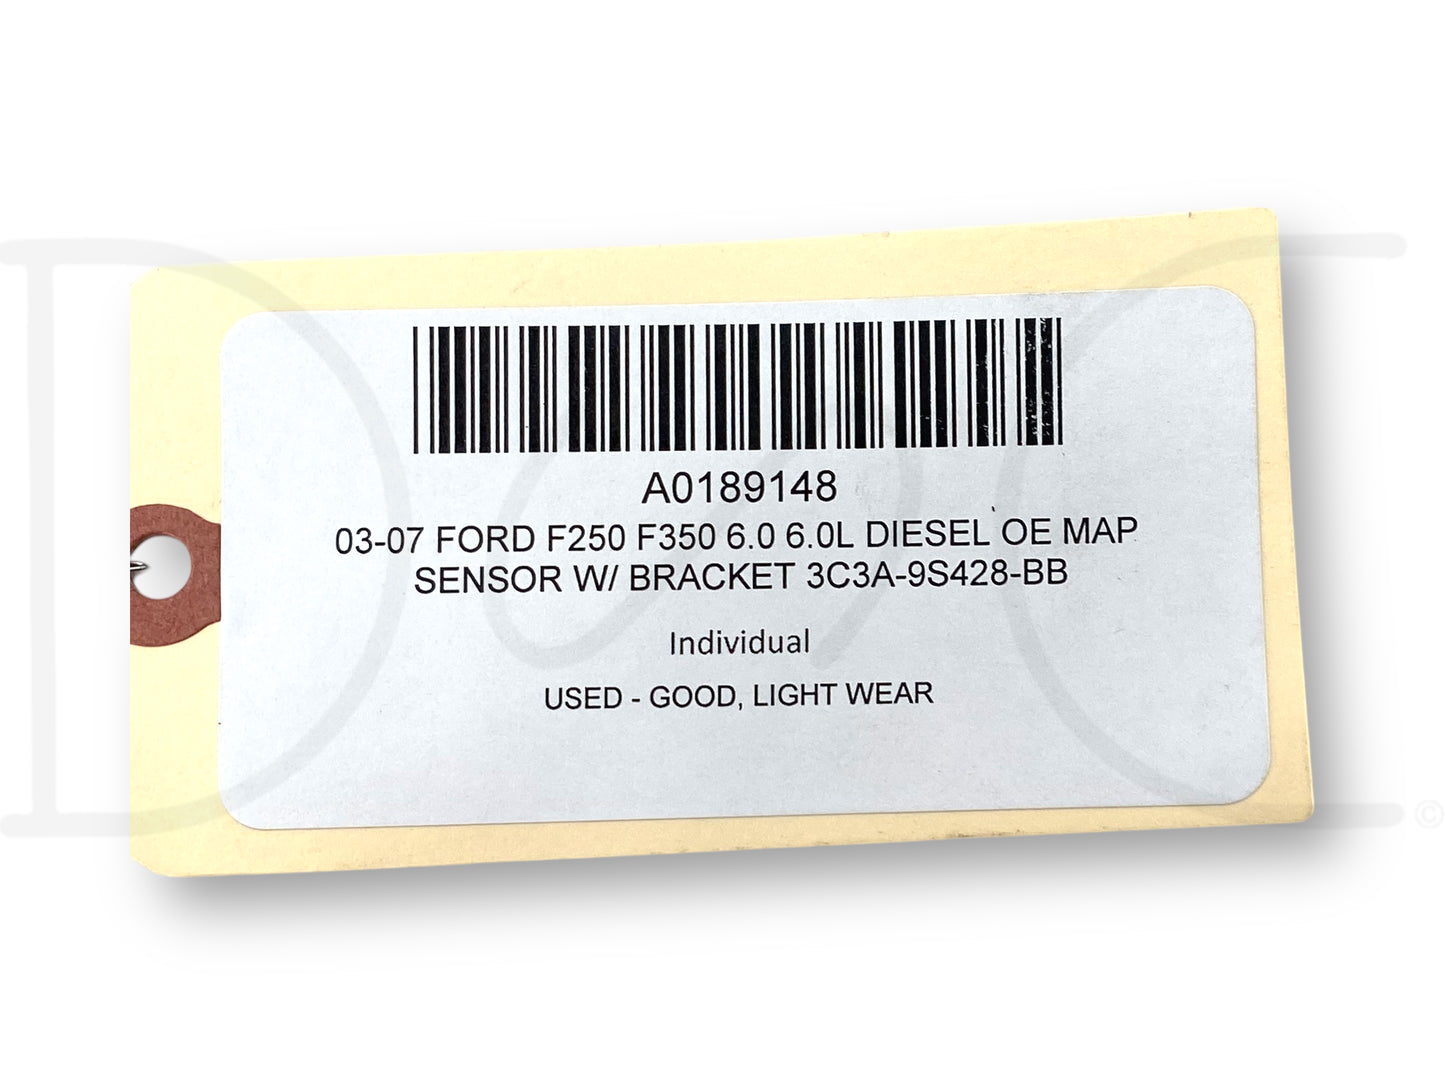 A0189148
03-07 FORD F250 F350 6.0 6.0L DIESEL OE MAP
SENSOR W/ BRACKET 3C3A-9S428-BB
Individual
USED - GOOD, LIGHT WEAR
©